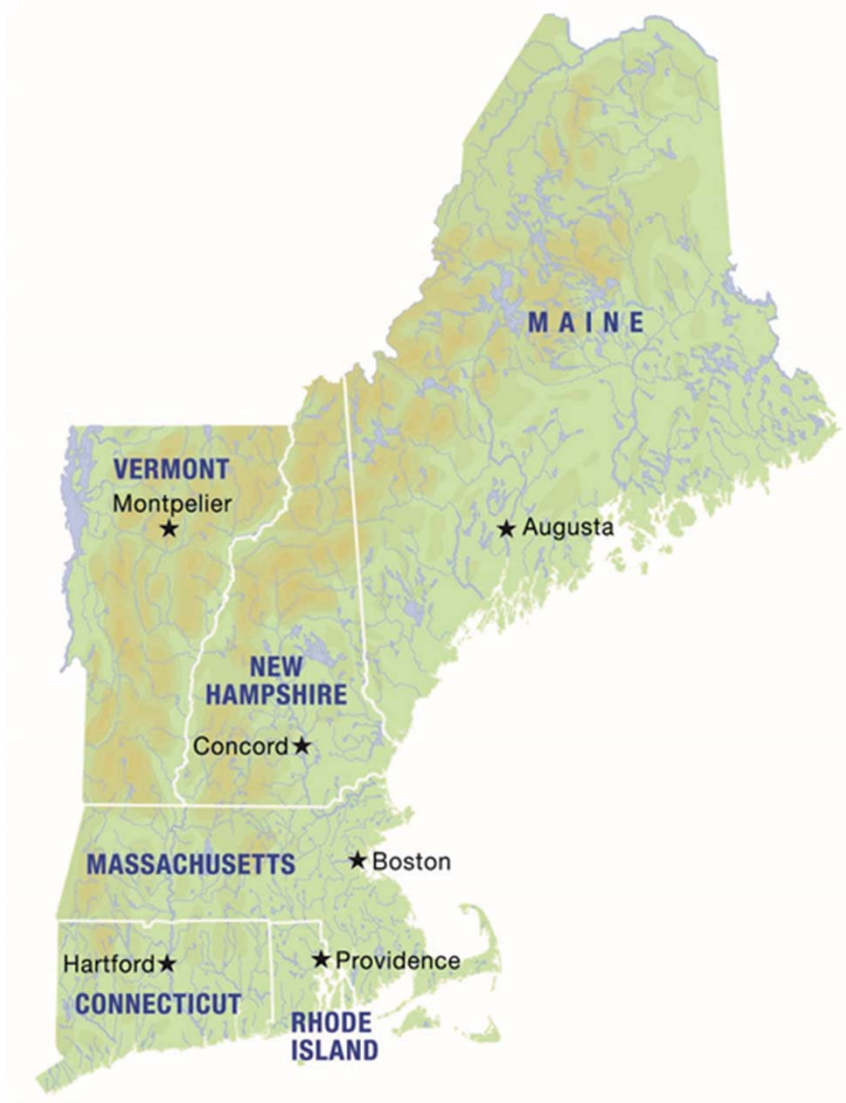 MAINE
VERMONT
Montpelier
Augusta
NEW
HAMPSHIRE
Concord
MASSACHUSETTS
Boston
Hartford
Providence
CONNECTICUT
RHODE
ISLAND